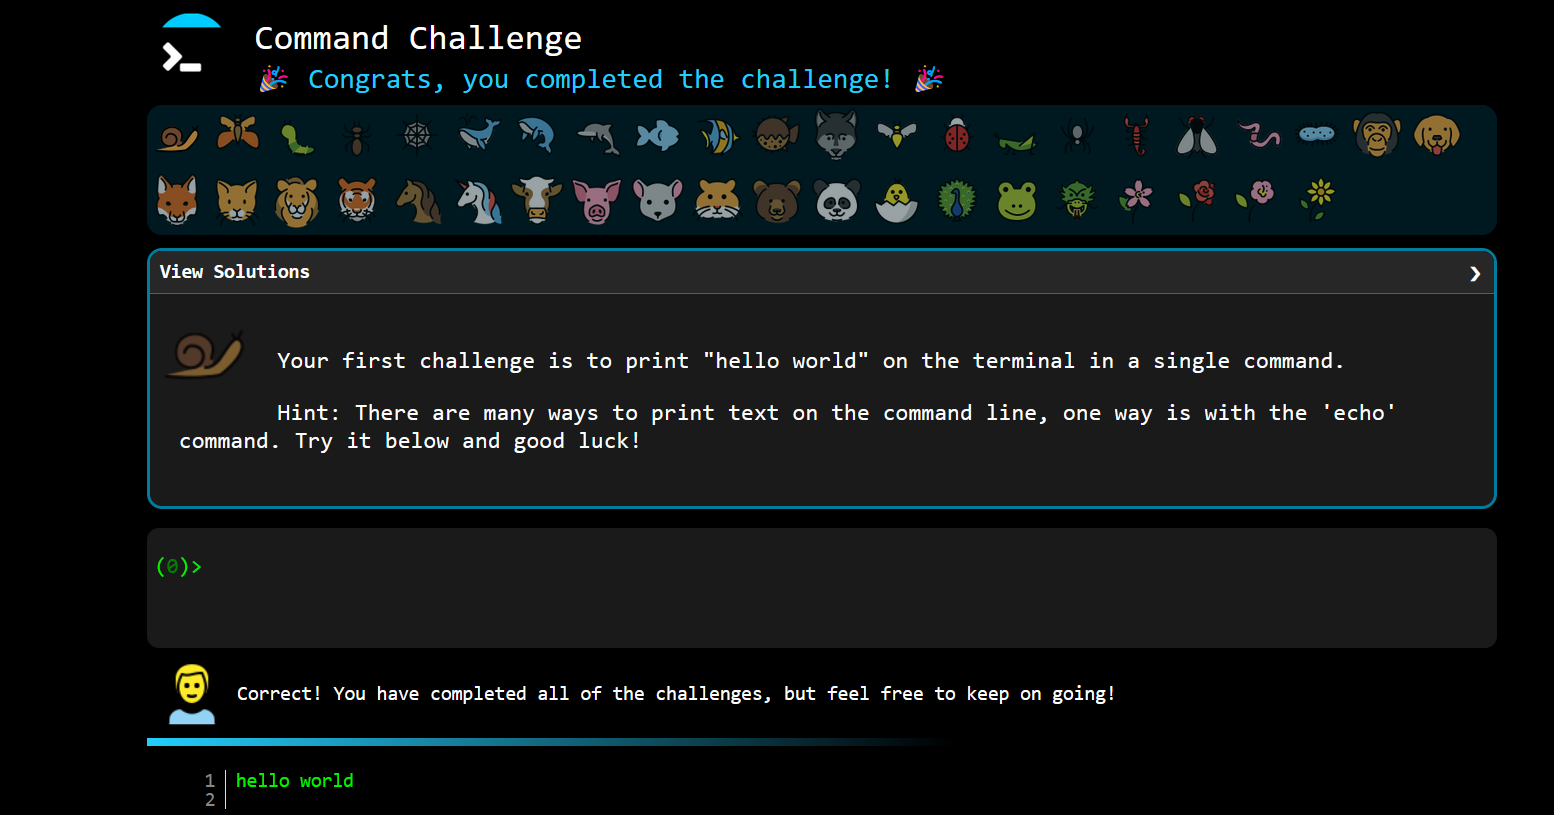 Command Challenge
🎉 Congrats, you completed the challenge! 🎉
View Solutions ❯
Your first challenge is to print "hello world" on the terminal in a single command.
Hint: There are many ways to print text on the command line, one way is with the 'echo'
command. Try it below and good luck!
(0)>
Correct! You have completed all of the challenges, but feel free to keep on going!
1 hello world
2